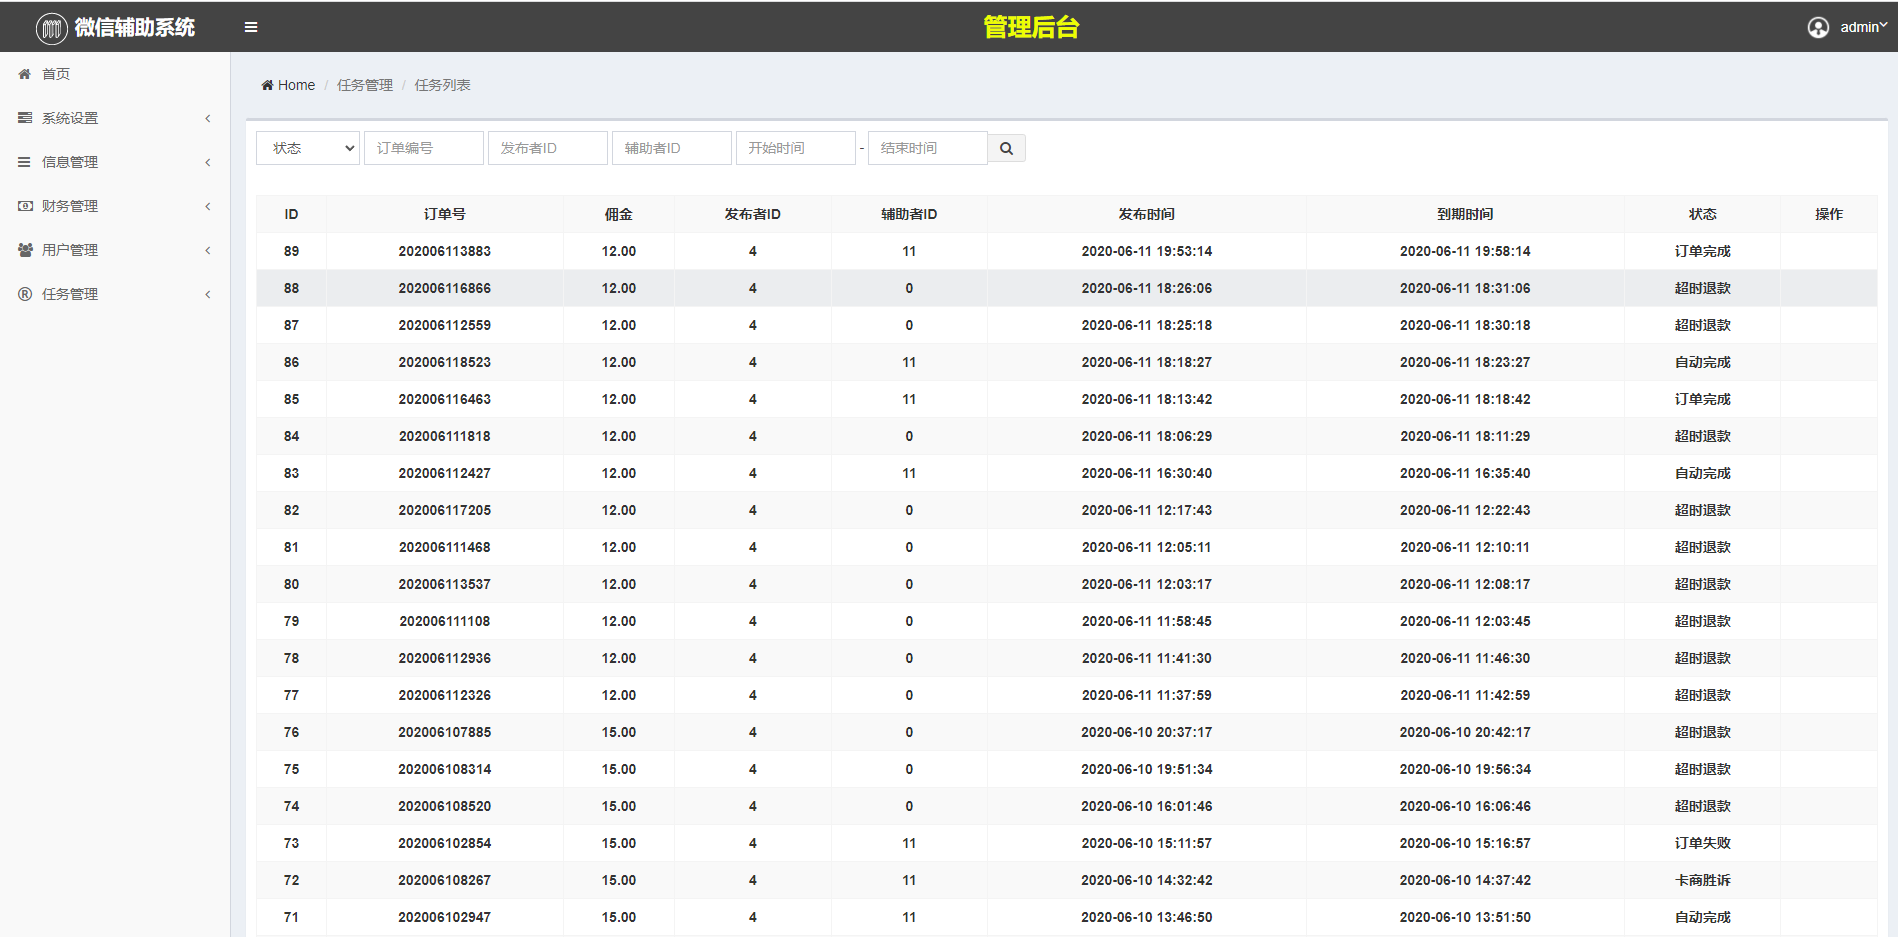 微信辅助系统 管理后台 admin
首页
系统设置
信息管理
财务管理
用户管理
任务管理
Home / 任务管理 / 任务列表
状态 订单编号 发布者ID 辅助者ID 开始时间 - 结束时间
ID 订单号 佣金 发布者ID 辅助者ID 发布时间 到期时间 状态 操作
89 202006113883 12.00 4 11 2020-06-11 19:53:14 2020-06-11 19:58:14 订单完成
88 202006116866 12.00 4 0 2020-06-11 18:26:06 2020-06-11 18:31:06 超时退款
87 202006112559 12.00 4 0 2020-06-11 18:25:18 2020-06-11 18:30:18 超时退款
86 202006118523 12.00 4 11 2020-06-11 18:18:27 2020-06-11 18:23:27 自动完成
85 202006116463 12.00 4 11 2020-06-11 18:13:42 2020-06-11 18:18:42 订单完成
84 202006111818 12.00 4 0 2020-06-11 18:06:29 2020-06-11 18:11:29 超时退款
83 202006112427 12.00 4 11 2020-06-11 16:30:40 2020-06-11 16:35:40 自动完成
82 202006117205 12.00 4 0 2020-06-11 12:17:43 2020-06-11 12:22:43 超时退款
81 202006111468 12.00 4 0 2020-06-11 12:05:11 2020-06-11 12:10:11 超时退款
80 202006113537 12.00 4 0 2020-06-11 12:03:17 2020-06-11 12:08:17 超时退款
79 202006111108 12.00 4 0 2020-06-11 11:58:45 2020-06-11 12:03:45 超时退款
78 202006112936 12.00 4 0 2020-06-11 11:41:30 2020-06-11 11:46:30 超时退款
77 202006112326 12.00 4 0 2020-06-11 11:37:59 2020-06-11 11:42:59 超时退款
76 202006107885 15.00 4 0 2020-06-10 20:37:17 2020-06-10 20:42:17 超时退款
75 202006108314 15.00 4 0 2020-06-10 19:51:34 2020-06-10 19:56:34 超时退款
74 202006108520 15.00 4 0 2020-06-10 16:01:46 2020-06-10 16:06:46 超时退款
73 202006102854 15.00 4 11 2020-06-10 15:11:57 2020-06-10 15:16:57 订单失败
72 202006108267 15.00 4 11 2020-06-10 14:32:42 2020-06-10 14:37:42 卡商胜诉
71 202006102947 15.00 4 11 2020-06-10 13:46:50 2020-06-10 13:51:50 自动完成